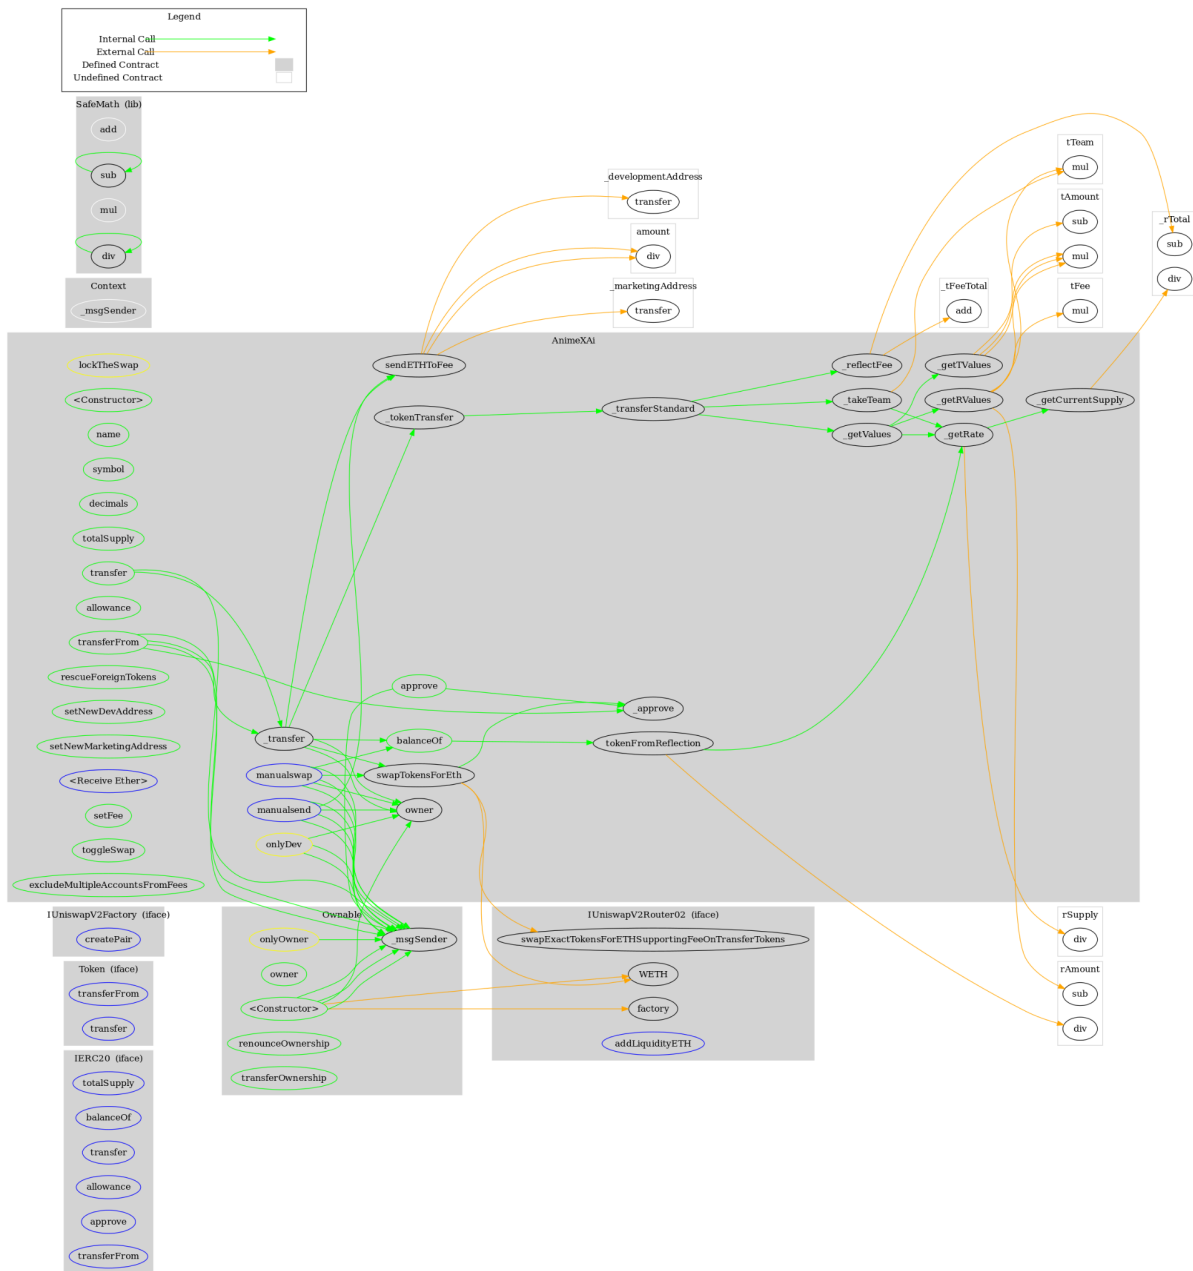 Legend
Internal Call
External Call
Defined Contract
Undefined Contract
SafeMath (lib)
add
sub
mul
div
Context
_msgSender
_developmentAddress
transfer
amount
div
_marketingAddress
transfer
_tFeeTotal
add
tTeam
mul
tAmount
sub
mul
tFee
mul
_rTotal
sub
div
AnimeXAi
lockTheSwap
<Constructor>
name
symbol
decimals
totalSupply
transfer
allowance
transferFrom
rescueForeignTokens
setNewDevAddress
setNewMarketingAddress
<Receive Ether>
setFee
toggleSwap
excludeMultipleAccountsFromFees
_transfer
manualswap
manualsend
onlyDev
sendETHToFee
_tokenTransfer
approve
balanceOf
swapTokensForEth
owner
_transferStandard
_approve
tokenFromReflection
_reflectFee
_takeTeam
_getValues
_getTValues
_getRValues
_getRate
_getCurrentSupply
IUniswapV2Factory (iface)
createPair
Token (iface)
transferFrom
transfer
IERC20 (iface)
totalSupply
balanceOf
transfer
allowance
approve
transferFrom
Ownable
onlyOwner
owner
<Constructor>
renounceOwnership
transferOwnership
_msgSender
IUniswapV2Router02 (iface)
swapExactTokensForETHSupportingFeeOnTransferTokens
WETH
factory
addLiquidityETH
rSupply
div
rAmount
sub
div